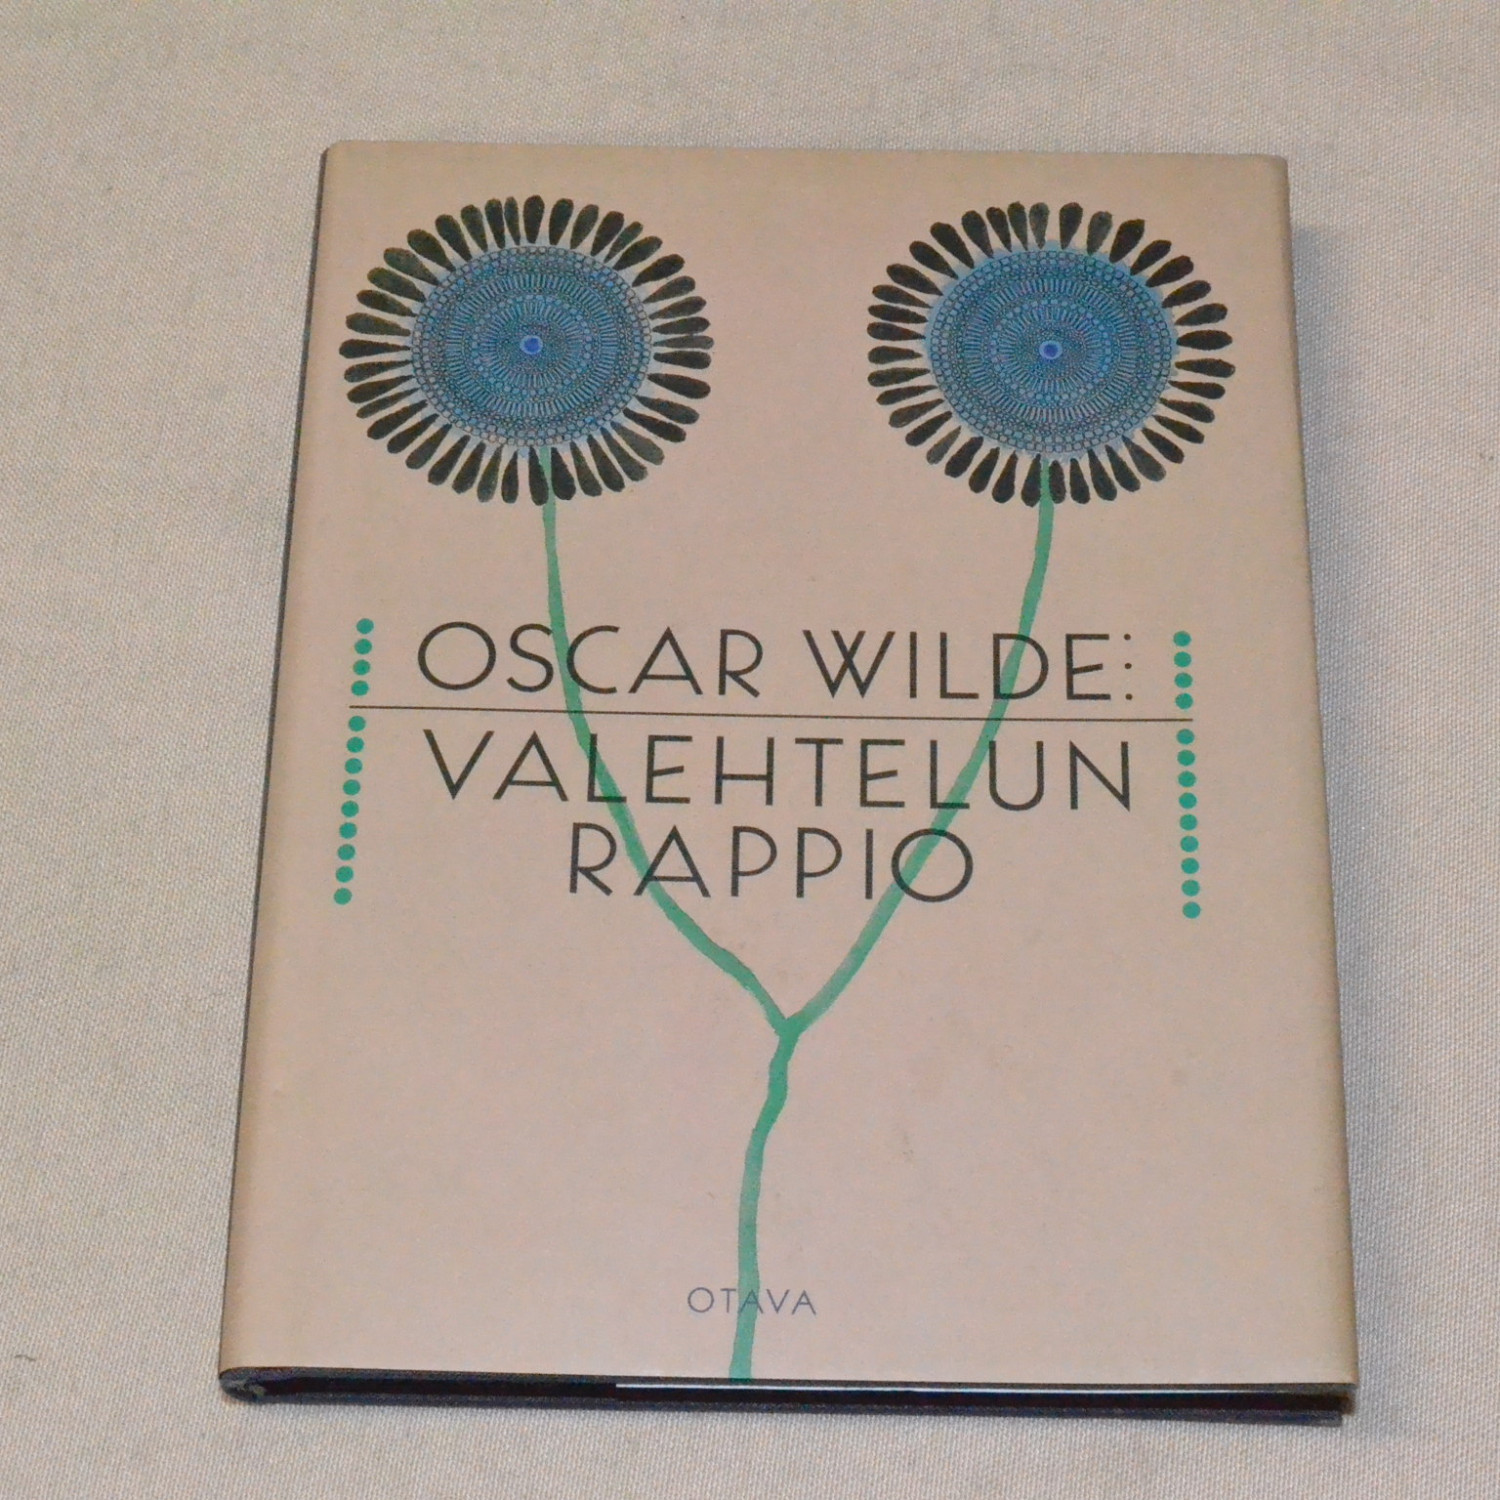 OSCAR WILDE:
VALEHTELUN
RAPPIO
OTAVA